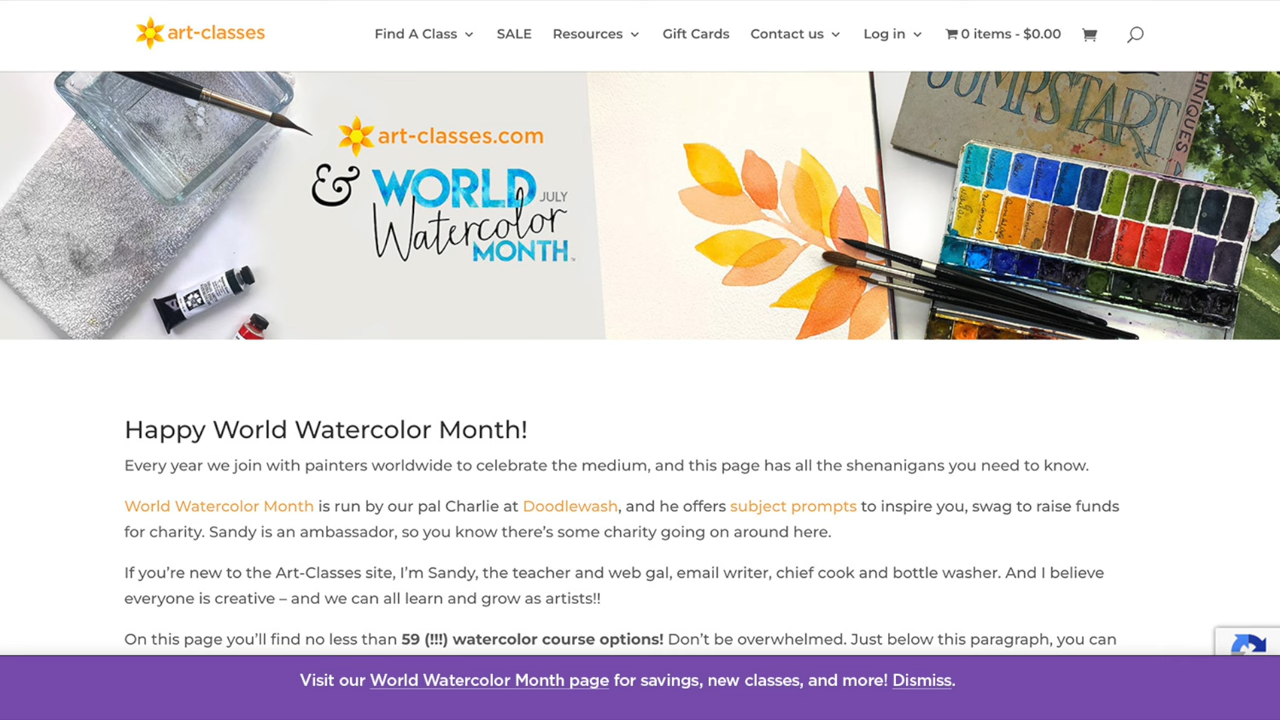 art-classes
Find A Class
SALE
Resources
Gift Cards
Contact us
Log in
0 items - $0.00
art-classes.com
& WORLD JULY
Watercolor
MONTH
JUMPSTART
Happy World Watercolor Month!
Every year we join with painters worldwide to celebrate the medium, and this page has all the shenanigans you need to know.
World Watercolor Month is run by our pal Charlie at Doodlewash, and he offers subject prompts to inspire you, swag to raise funds
for charity. Sandy is an ambassador, so you know there’s some charity going on around here.
If you’re new to the Art-Classes site, I’m Sandy, the teacher and web gal, email writer, chief cook and bottle washer. And I believe
everyone is creative – and we can all learn and grow as artists!!
On this page you’ll find no less than 59 (!!!) watercolor course options! Don’t be overwhelmed. Just below this paragraph, you can
Visit our World Watercolor Month page for savings, new classes, and more! Dismiss.